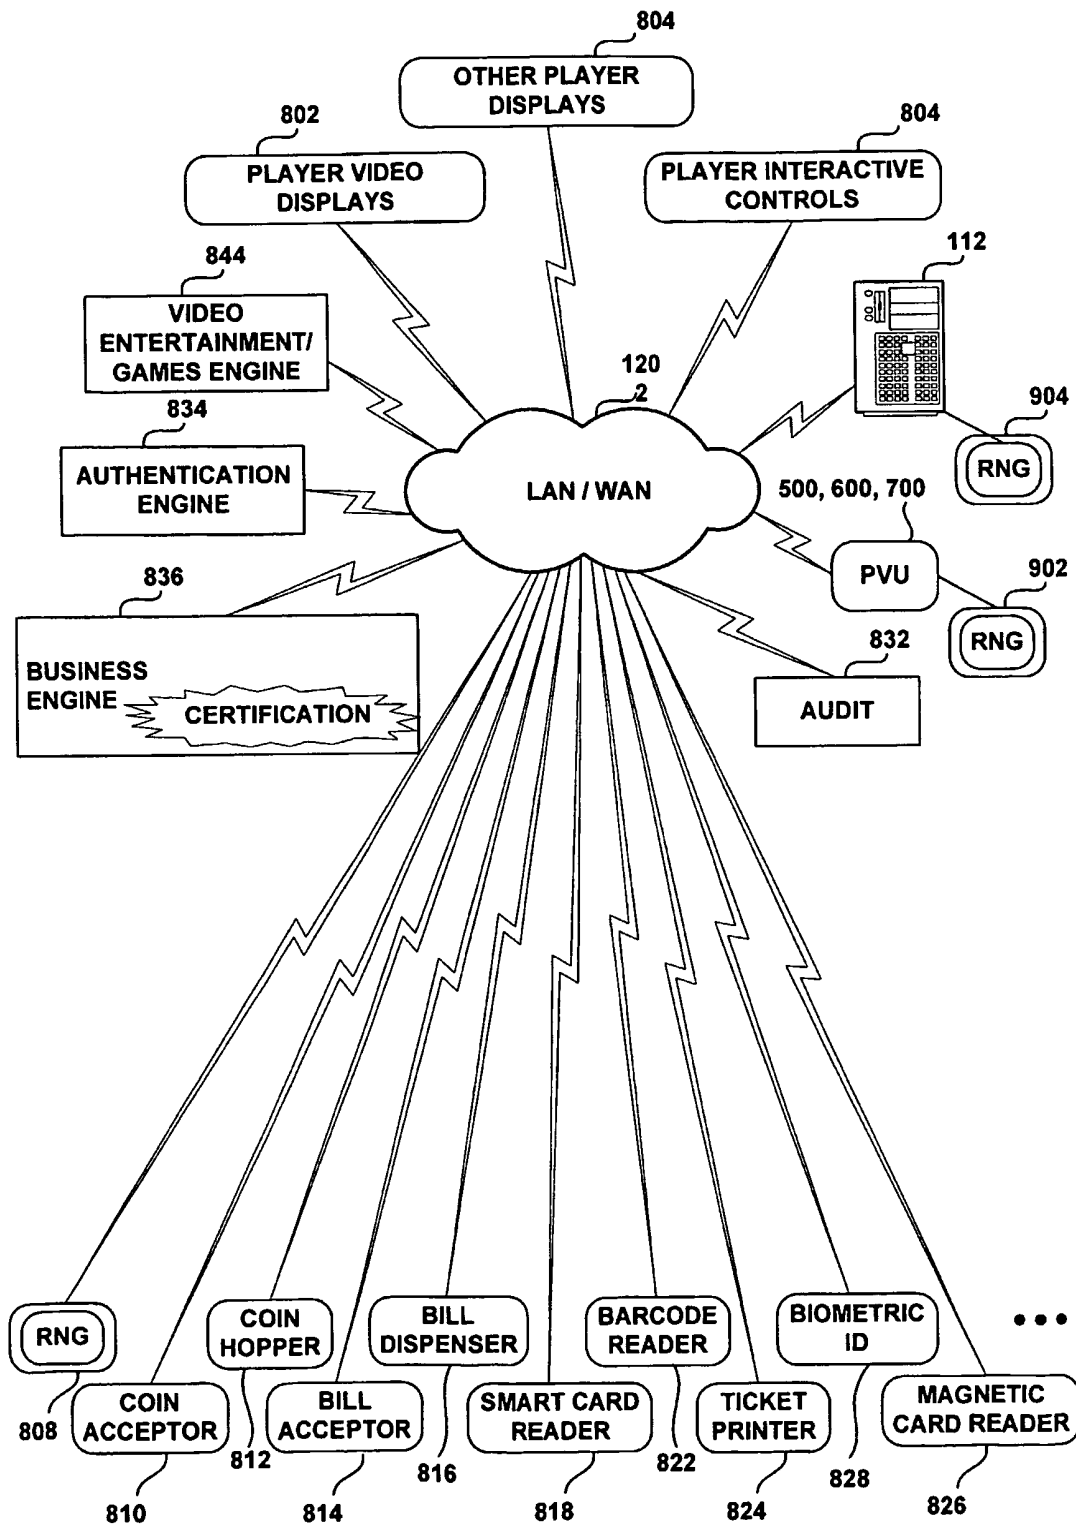 804
OTHER PLAYER
DISPLAYS
802
804
PLAYER VIDEO
DISPLAYS
PLAYER INTERACTIVE
CONTROLS
844
112
VIDEO
ENTERTAINMENT/
GAMES ENGINE
120
2
834
904
AUTHENTICATION
ENGINE
LAN / WAN
RNG
500, 600, 700
836
PVU
902
BUSINESS
ENGINE
CERTIFICATION
832
RNG
AUDIT
RNG
COIN
HOPPER
BILL
DISPENSER
BARCODE
READER
BIOMETRIC
ID
•••
COIN
ACCEPTOR
BILL
ACCEPTOR
SMART CARD
READER
TICKET
PRINTER
MAGNETIC
CARD READER
808
812
816
822
828
810
814
818
824
826